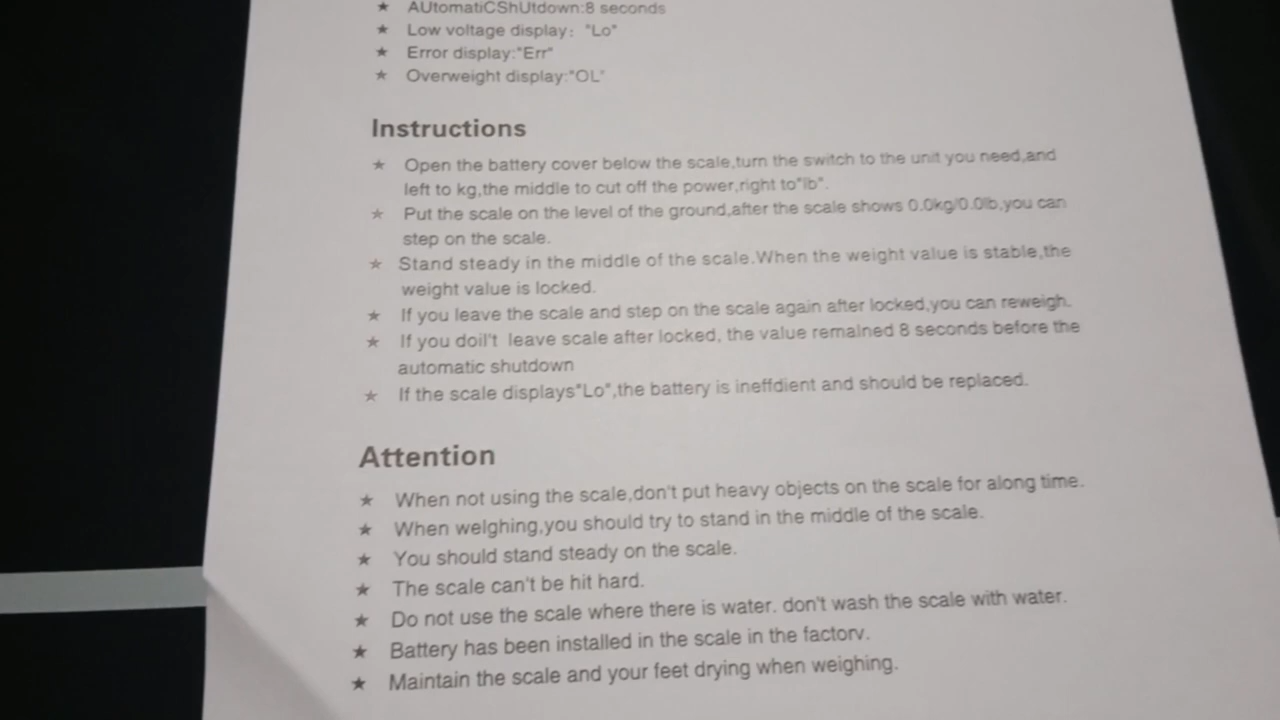 ★ AUtomatiCShUtdown:8 seconds
★ Low voltage display: "Lo"
★ Error display:"Err"
★ Overweight display:"OL"
Instructions
★ Open the battery cover below the scale,turn the switch to the unit you need,and
left to kg,the middle to cut off the power,right to"lb".
★ Put the scale on the level of the ground,after the scale shows 0.0kg/0.0lb,you can
step on the scale.
★ Stand steady in the middle of the scale.When the weight value is stable,the
weight value is locked.
★ If you leave the scale and step on the scale again after locked,you can reweigh.
★ If you doil't leave scale after locked, the value remalned 8 seconds before the
automatic shutdown
★ If the scale displays"Lo",the battery is ineffdient and should be replaced.
Attention
★ When not using the scale,don't put heavy objects on the scale for along time.
★ When welghing,you should try to stand in the middle of the scale.
★ You should stand steady on the scale.
★ The scale can't be hit hard.
★ Do not use the scale where there is water. don't wash the scale with water.
★ Battery has been installed in the scale in the factorv.
★ Maintain the scale and your feet drying when weighing.